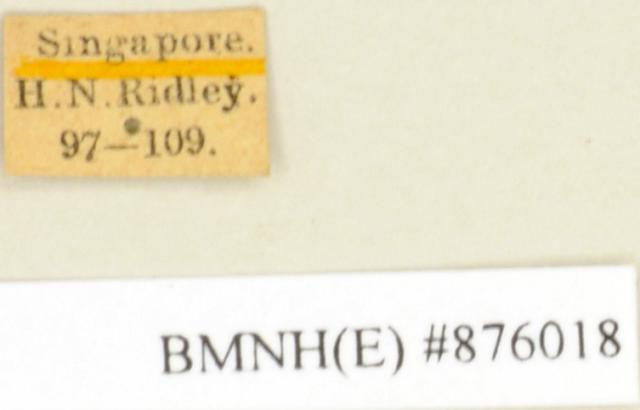 Singapore.
H.N.Ridley.
97—109.
BMNH(E) #876018